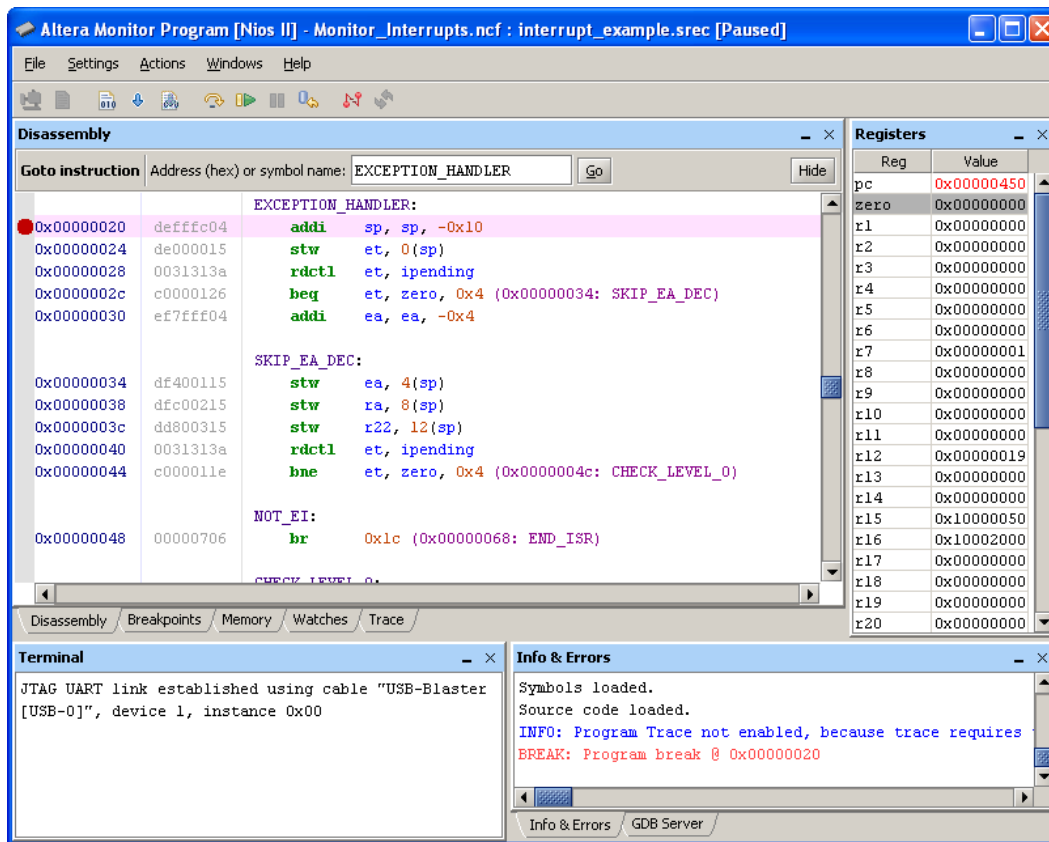 Altera Monitor Program [Nios II] - Monitor_Interrupts.ncf : interrupt_example.srec [Paused]
File Settings Actions Windows Help
Disassembly
Goto instruction Address (hex) or symbol name: EXCEPTION_HANDLER Go Hide
EXCEPTION_HANDLER:
0x00000020 defffc04 addi sp, sp, -0x10
0x00000024 de000015 stw et, 0(sp)
0x00000028 0031313a rdctl et, ipending
0x0000002c c0000126 beq et, zero, 0x4 (0x00000034: SKIP_EA_DEC)
0x00000030 ef7fff04 addi ea, ea, -0x4
SKIP_EA_DEC:
0x00000034 df400115 stw ea, 4(sp)
0x00000038 dfc00215 stw ra, 8(sp)
0x0000003c dd800315 stw r22, 12(sp)
0x00000040 0031313a rdctl et, ipending
0x00000044 c000011e bne et, zero, 0x4 (0x0000004c: CHECK_LEVEL_0)
NOT_EI:
0x00000048 00000706 br 0x1c (0x00000068: END_ISR)
CHECK_LEVEL_0:
Disassembly Breakpoints Memory Watches Trace
Registers
Reg Value
pc 0x00000450
zero 0x00000000
r1 0x00000000
r2 0x00000000
r3 0x00000000
r4 0x00000000
r5 0x00000000
r6 0x00000000
r7 0x00000001
r8 0x00000000
r9 0x00000000
r10 0x00000000
r11 0x00000000
r12 0x00000019
r13 0x00000000
r14 0x00000000
r15 0x10000050
r16 0x10002000
r17 0x00000000
r18 0x00000000
r19 0x00000000
r20 0x00000000
Terminal
JTAG UART link established using cable "USB-Blaster
[USB-0]", device 1, instance 0x00
Info & Errors
Symbols loaded.
Source code loaded.
INFO: Program Trace not enabled, because trace requires
BREAK: Program break @ 0x00000020
Info & Errors GDB Server